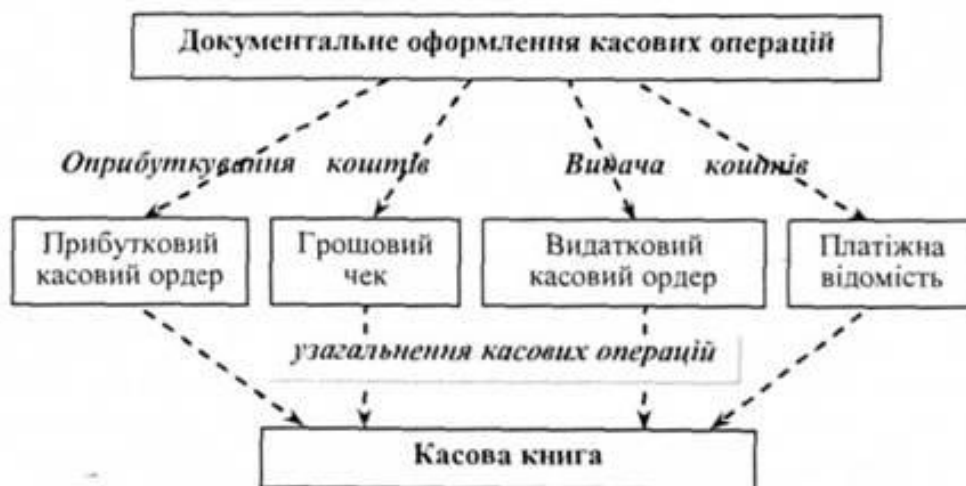 Документальне оформлення касових операцій
Оприбуткування коштів
Видача коштів
Прибутковий
касовий ордер
Грошовий
чек
Видатковий
касовий ордер
Платіжна
відомість
узагальнення касових операцій
Касова книга